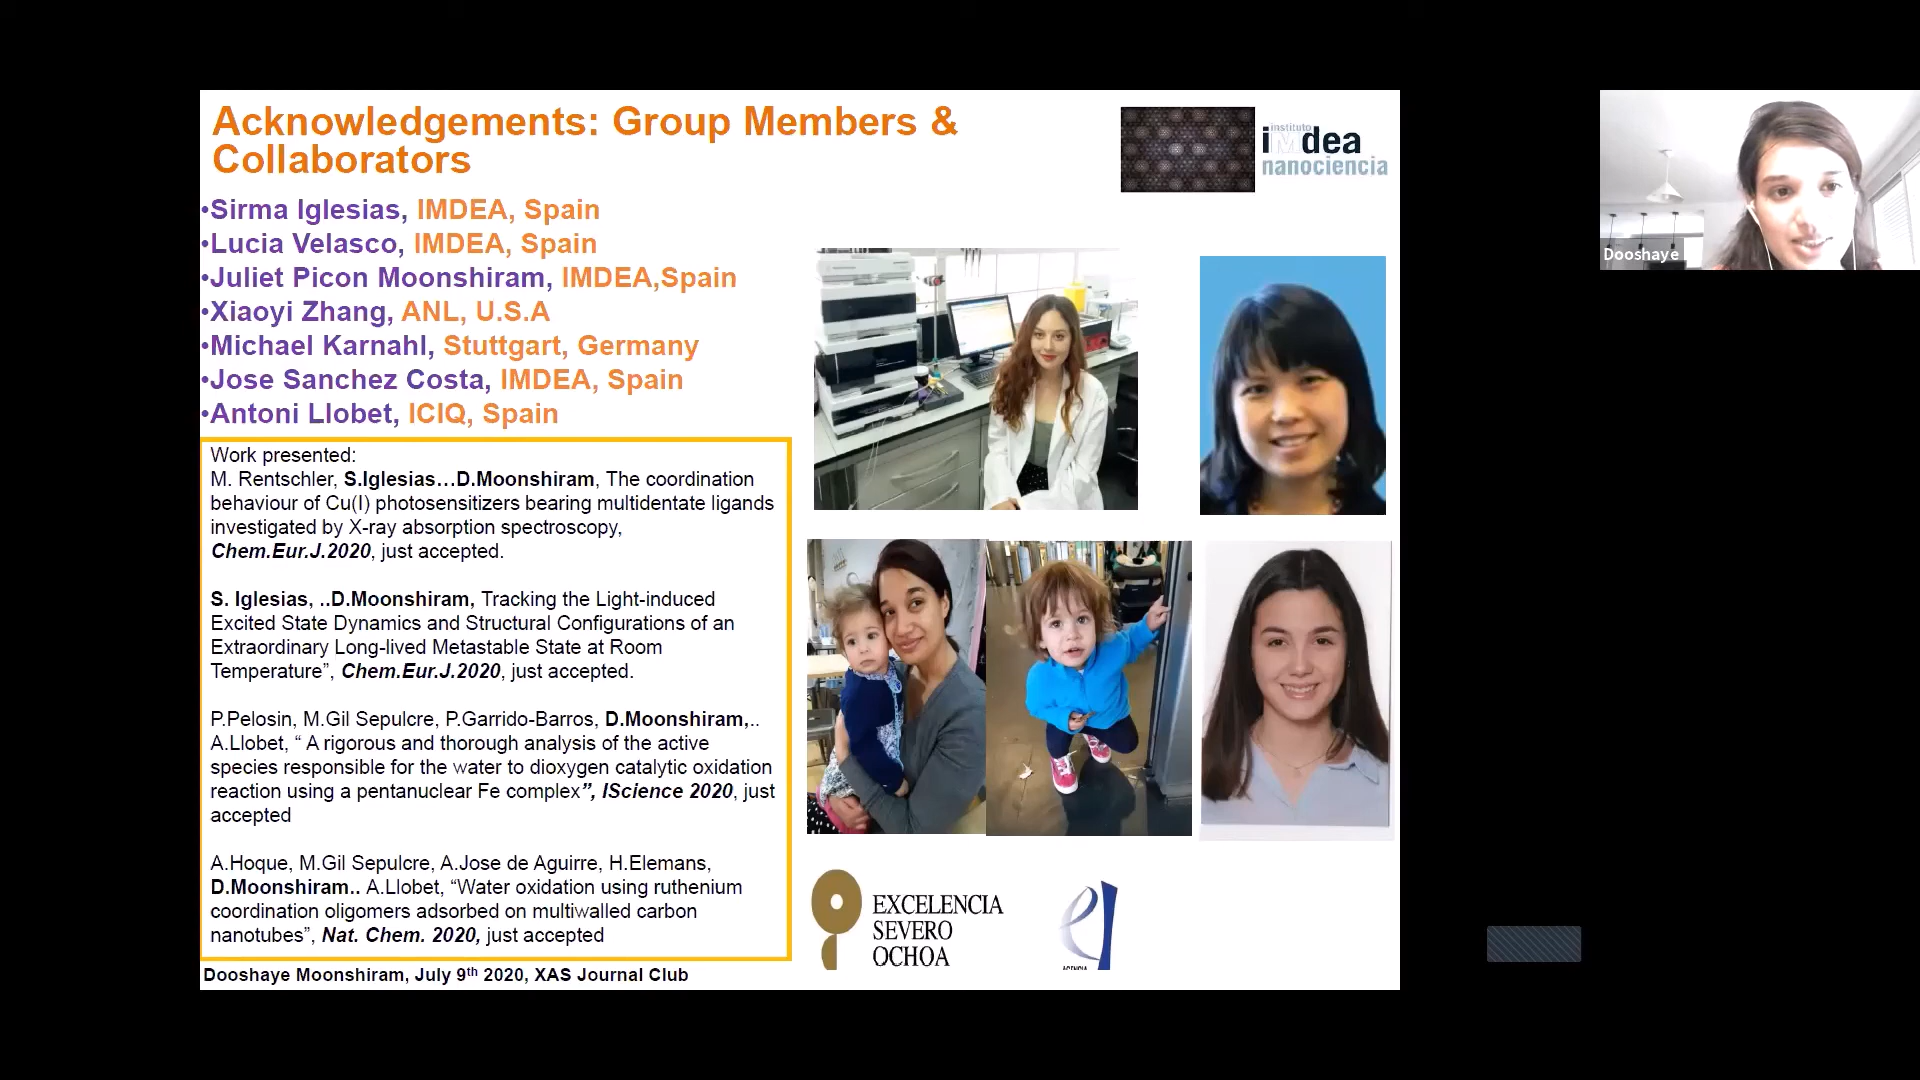 Acknowledgements: Group Members &
Collaborators
instituto
iMdea
nanociencia
•Sirma Iglesias, IMDEA, Spain
•Lucia Velasco, IMDEA, Spain
•Juliet Picon Moonshiram, IMDEA,Spain
•Xiaoyi Zhang, ANL, U.S.A
•Michael Karnahl, Stuttgart, Germany
•Jose Sanchez Costa, IMDEA, Spain
•Antoni Llobet, ICIQ, Spain
Work presented:
M. Rentschler, S.Iglesias…D.Moonshiram, The coordination
behaviour of Cu(I) photosensitizers bearing multidentate ligands
investigated by X-ray absorption spectroscopy,
Chem.Eur.J.2020, just accepted.
S. Iglesias, ..D.Moonshiram, Tracking the Light-induced
Excited State Dynamics and Structural Configurations of an
Extraordinary Long-lived Metastable State at Room
Temperature”, Chem.Eur.J.2020, just accepted.
P.Pelosin, M.Gil Sepulcre, P.Garrido-Barros, D.Moonshiram,..
A.Llobet, “ A rigorous and thorough analysis of the active
species responsible for the water to dioxygen catalytic oxidation
reaction using a pentanuclear Fe complex”, IScience 2020, just
accepted
A.Hoque, M.Gil Sepulcre, A.Jose de Aguirre, H.Elemans,
D.Moonshiram.. A.Llobet, “Water oxidation using ruthenium
coordination oligomers adsorbed on multiwalled carbon
nanotubes”, Nat. Chem. 2020, just accepted
Dooshaye Moonshiram, July 9th 2020, XAS Journal Club
EXCELENCIA
SEVERO
OCHOA
Dooshaye